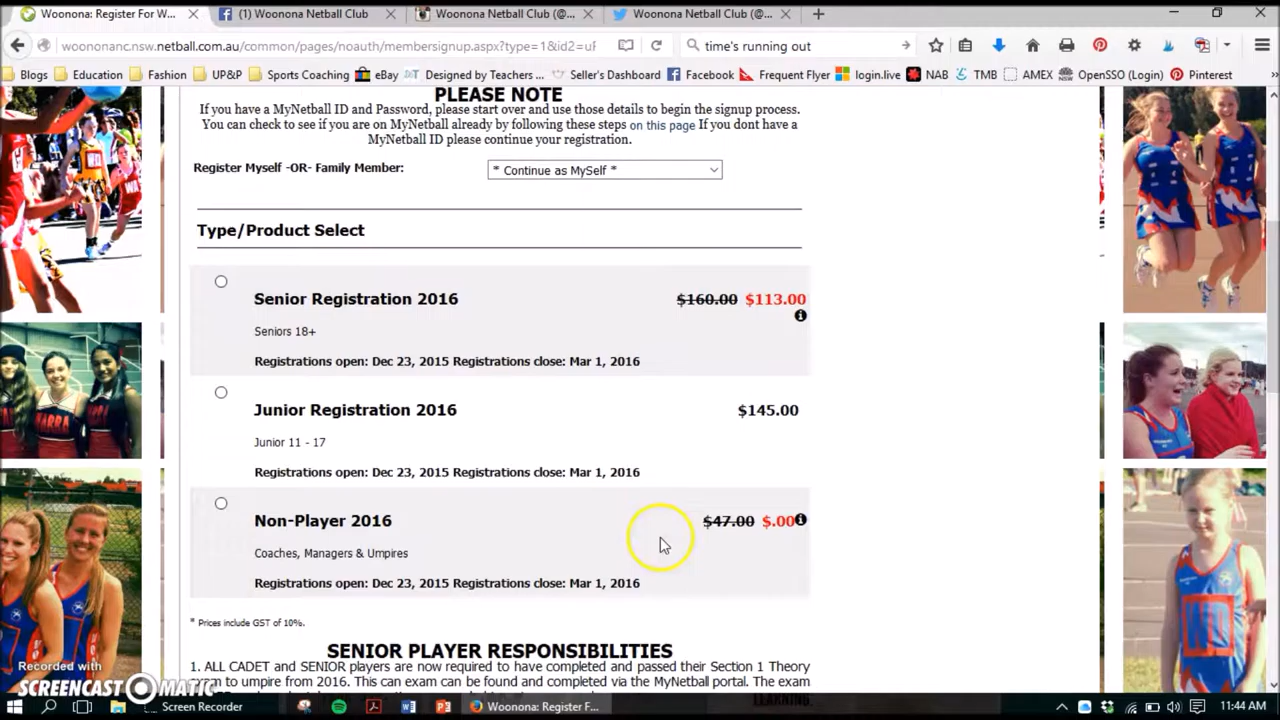 Woonona: Register For W...
(1) Woonona Netball Club
Woonona Netball Club (@...
Woonona Netball Club (@...
woononanc.nsw.netball.com.au/common/pages/noauth/membersignup.aspx?type=1&id2=uF
time's running out
Blogs
Education
Fashion
UP&P
Sports Coaching
eBay
Designed by Teachers ...
Seller's Dashboard
Facebook
Frequent Flyer
login.live
NAB
TMB
AMEX
OpenSSO (Login)
Pinterest
PLEASE NOTE
If you have a MyNetball ID and Password, please start over and use those details to begin the signup process.
You can check to see if you are on MyNetball already by following these steps on this page If you dont have a
MyNetball ID please continue your registration.
Register Myself -OR- Family Member:
* Continue as MySelf *
Type/Product Select
Senior Registration 2016 $160.00 $113.00
Seniors 18+
Registrations open: Dec 23, 2015 Registrations close: Mar 1, 2016
Junior Registration 2016 $145.00
Junior 11 - 17
Registrations open: Dec 23, 2015 Registrations close: Mar 1, 2016
Non-Player 2016 $47.00 $.00
Coaches, Managers & Umpires
Registrations open: Dec 23, 2015 Registrations close: Mar 1, 2016
* Prices include GST of 10%.
SENIOR PLAYER RESPONSIBILITIES
1. ALL CADET and SENIOR players are now required to have completed and passed their Section 1 Theory
exam to umpire from 2016. This can exam can be found and completed via the MyNetball portal. The exam
Recorded with
SCREENCAST MATIC
Screen Recorder
Woonona: Register F...
11:44 AM